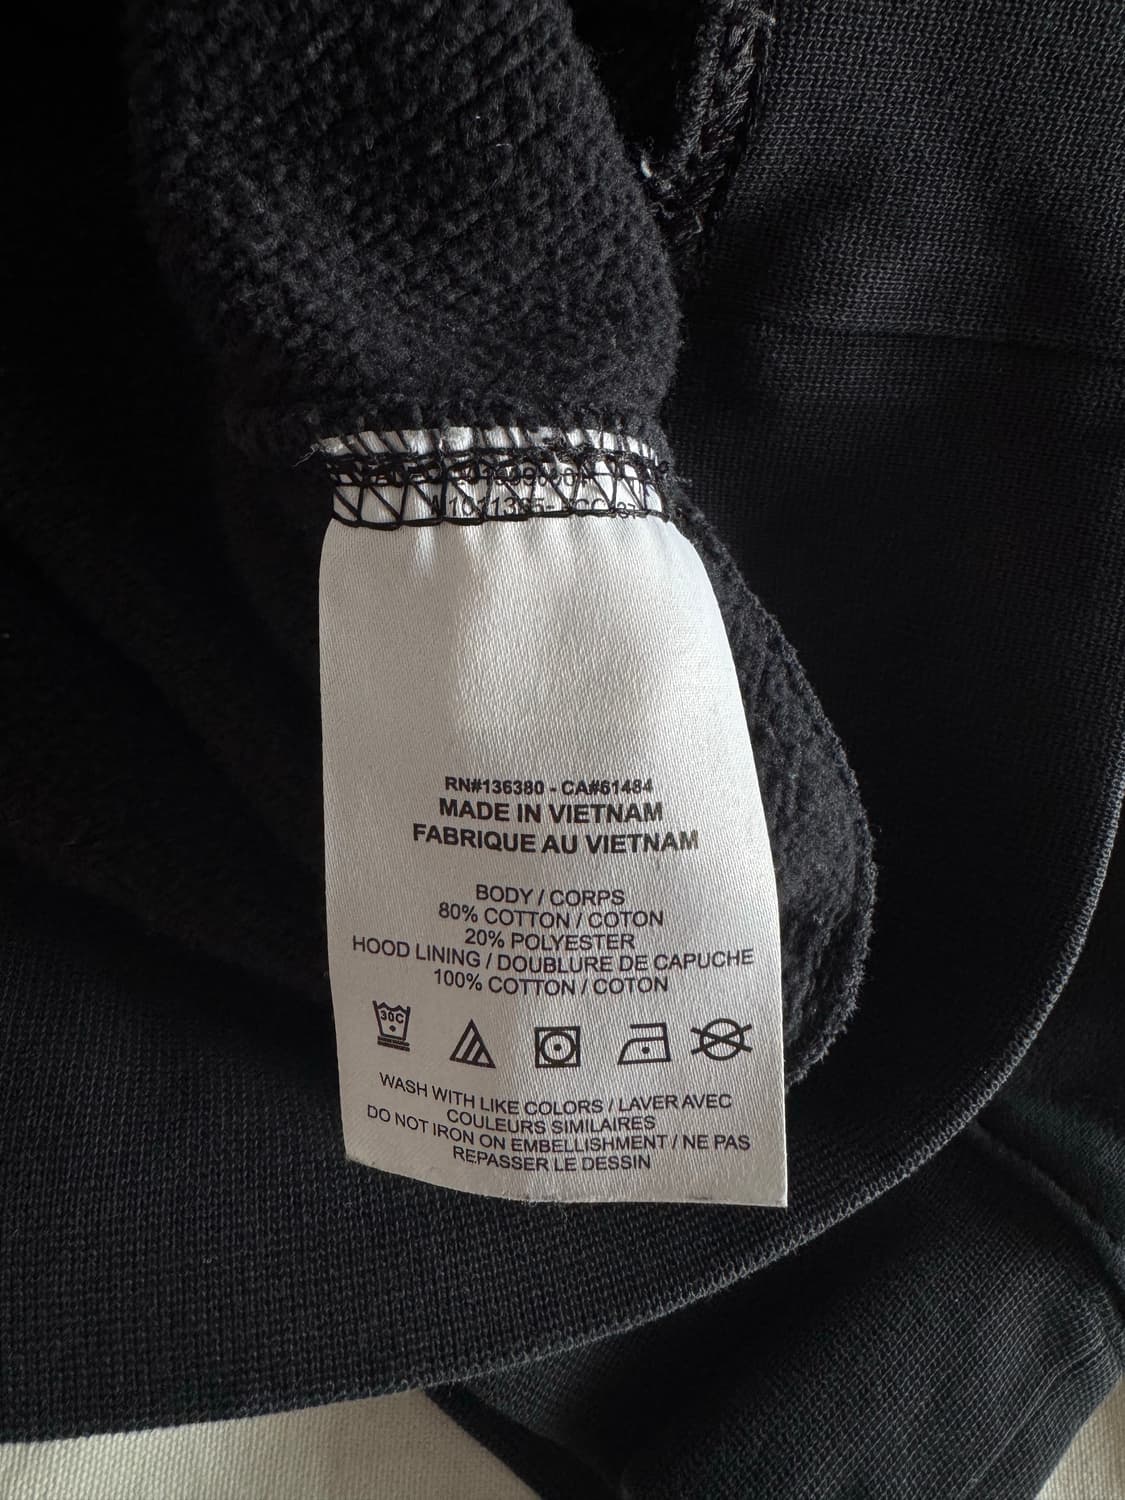 RN#136380 - CA#61484
MADE IN VIETNAM
FABRIQUE AU VIETNAM
BODY / CORPS
80% COTTON / COTON
20% POLYESTER
HOOD LINING / DOUBLURE DE CAPUCHE
100% COTTON / COTON
30C
WASH WITH LIKE COLORS / LAVER AVEC
COULEURS SIMILAIRES
DO NOT IRON ON EMBELLISHMENT / NE PAS
REPASSER LE DESSIN